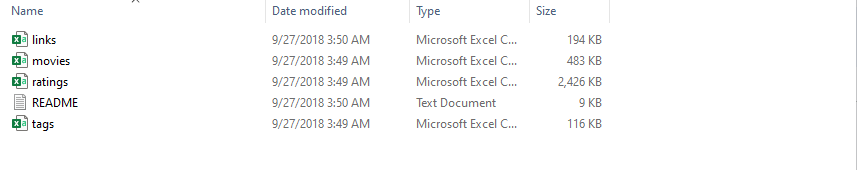 Name Date modified Type Size
links 9/27/2018 3:50 AM Microsoft Excel C... 194 KB
movies 9/27/2018 3:49 AM Microsoft Excel C... 483 KB
ratings 9/27/2018 3:49 AM Microsoft Excel C... 2,426 KB
README 9/27/2018 3:50 AM Text Document 9 KB
tags 9/27/2018 3:49 AM Microsoft Excel C... 116 KB